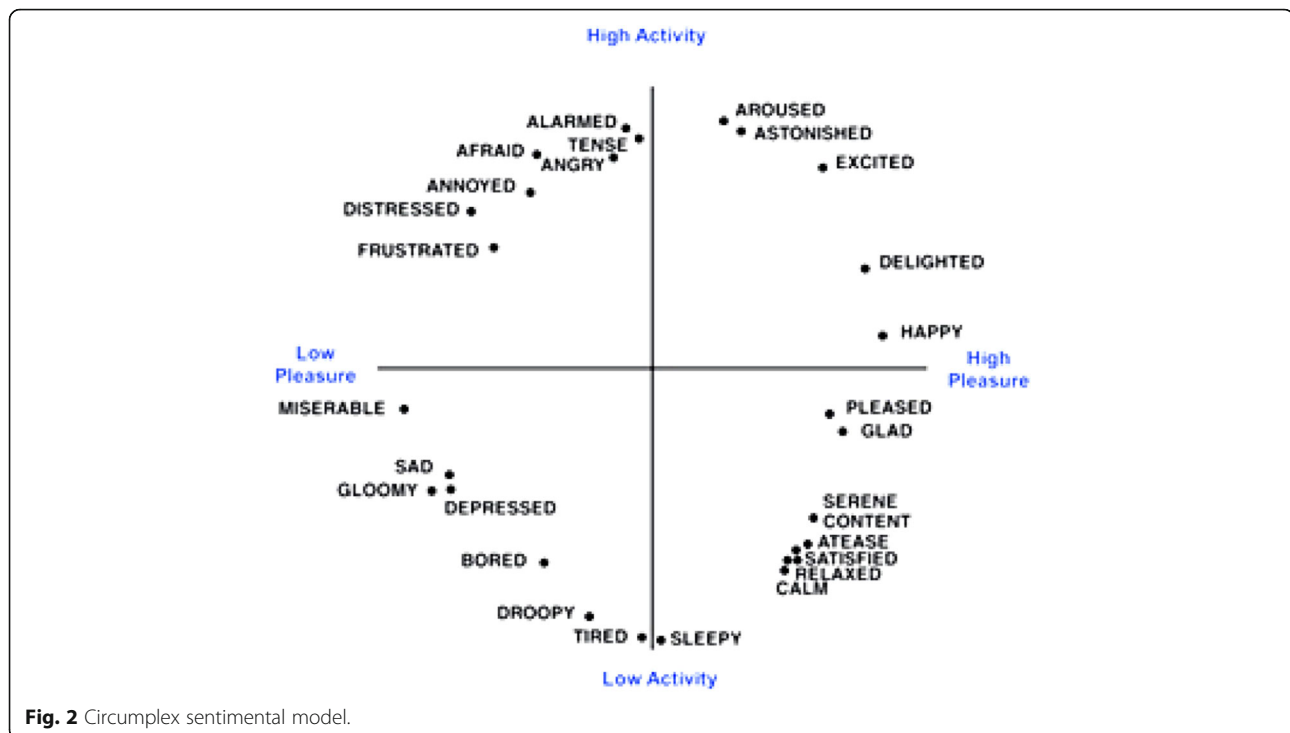 High Activity
AROUSED
ALARMED
ASTONISHED
TENSE
AFRAID
ANGRY
EXCITED
ANNOYED
DISTRESSED
FRUSTRATED
DELIGHTED
HAPPY
Low
Pleasure
High
Pleasure
MISERABLE
PLEASED
GLAD
SAD
GLOOMY
DEPRESSED
SERENE
CONTENT
ATEASE
BORED
SATISFIED
RELAXED
CALM
DROOPY
TIRED
SLEEPY
Low Activity
Fig. 2 Circumplex sentimental model.